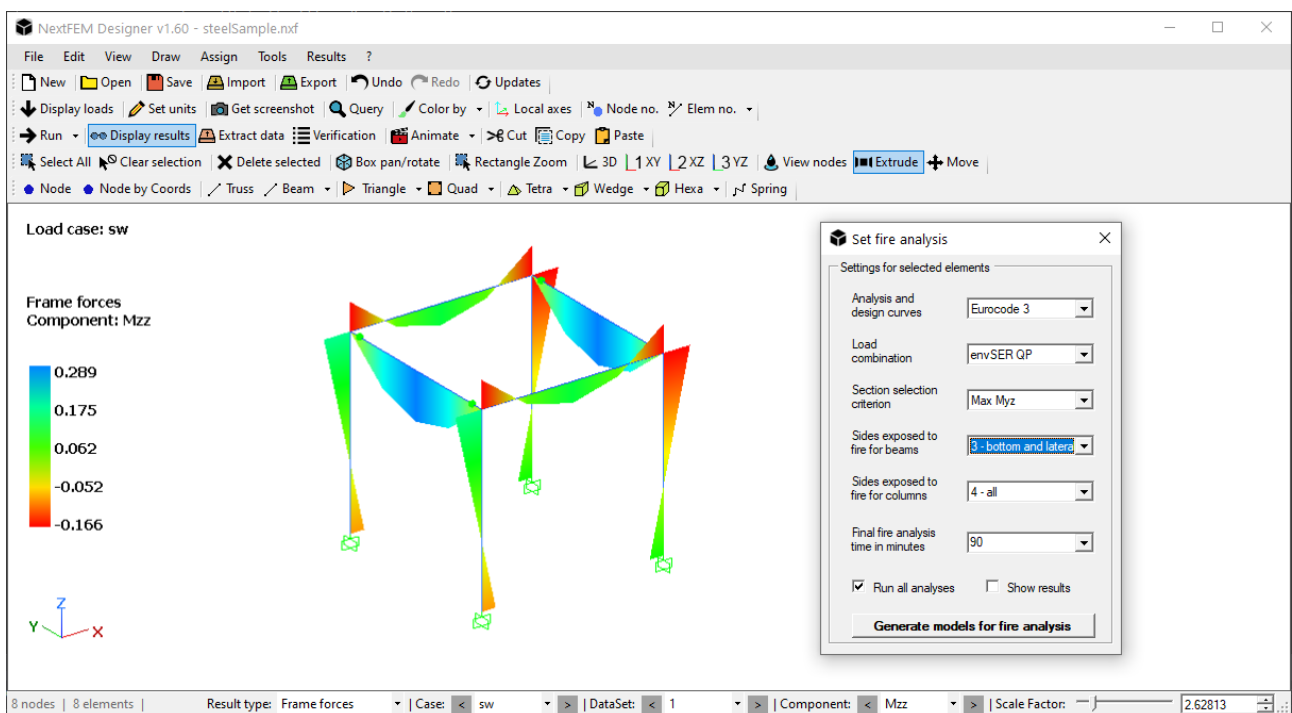 NextFEM Designer v1.60 - steelSample.nxf
File Edit View Draw Assign Tools Results ?
New Open Save Import Export Undo Redo Updates
Display loads Set units Get screenshot Query Color by Local axes N Node no. N Elem no.
Run Display results Extract data Verification Animate Cut Copy Paste
Select All Clear selection Delete selected Box pan/rotate Rectangle Zoom 3D 1 XY 2 XZ 3 YZ View nodes Extrude Move
Node Node by Coords Truss Beam Triangle Quad Tetra Wedge Hexa Spring
Load case: sw
Frame forces
Component: Mzz
0.289
0.175
0.062
-0.052
-0.166
Z
Y
X
Set fire analysis
Settings for selected elements
Analysis and
design curves
Eurocode 3
Load
combination
envSER QP
Section selection
criterion
Max Myz
Sides exposed to
fire for beams
3 - bottom and latera
Sides exposed to
fire for columns
4 - all
Final fire analysis
time in minutes
90
Run all analyses Show results
Generate models for fire analysis
8 nodes | 8 elements | Result type: Frame forces | Case: < sw > | DataSet: < 1 > | Component: < Mzz > | Scale Factor: 2.62813